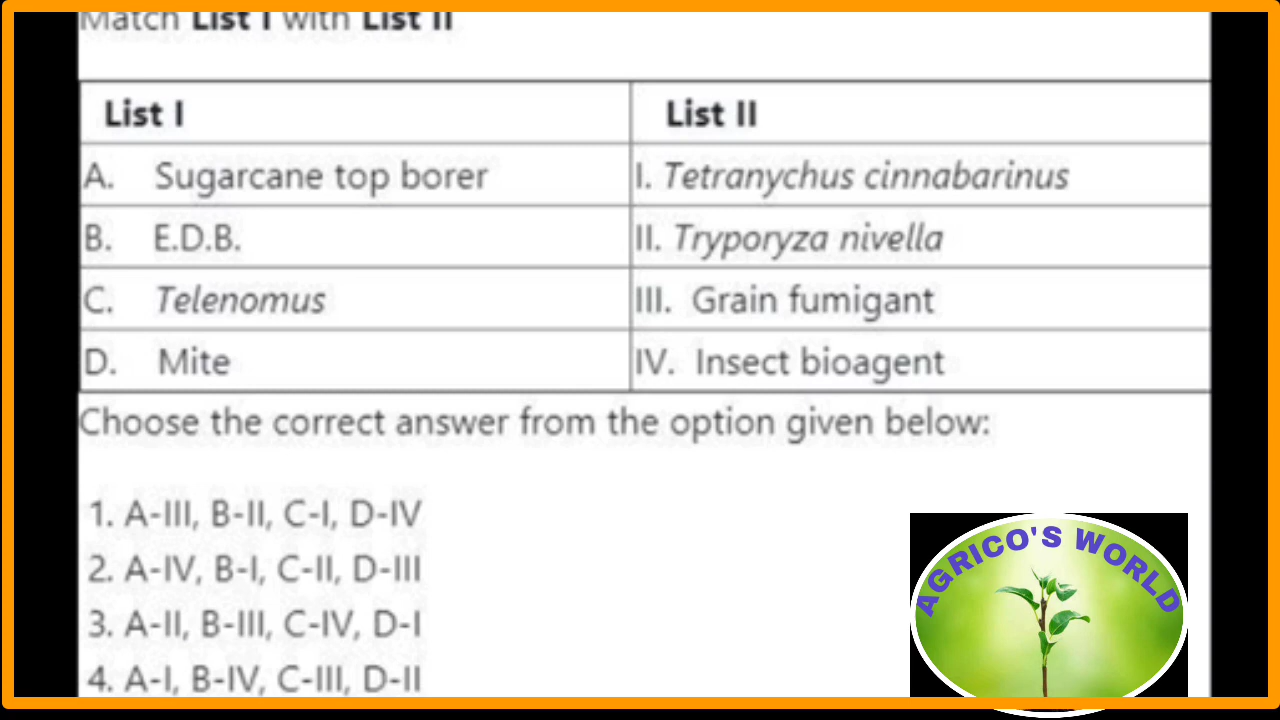 Match List I with List II
List I List II
A. Sugarcane top borer I. Tetranychus cinnabarinus
B. E.D.B. II. Tryporyza nivella
C. Telenomus III. Grain fumigant
D. Mite IV. Insect bioagent
Choose the correct answer from the option given below:
1. A-III, B-II, C-I, D-IV
2. A-IV, B-I, C-II, D-III
3. A-II, B-III, C-IV, D-I
4. A-I, B-IV, C-III, D-II
AGRICO'S WORLD